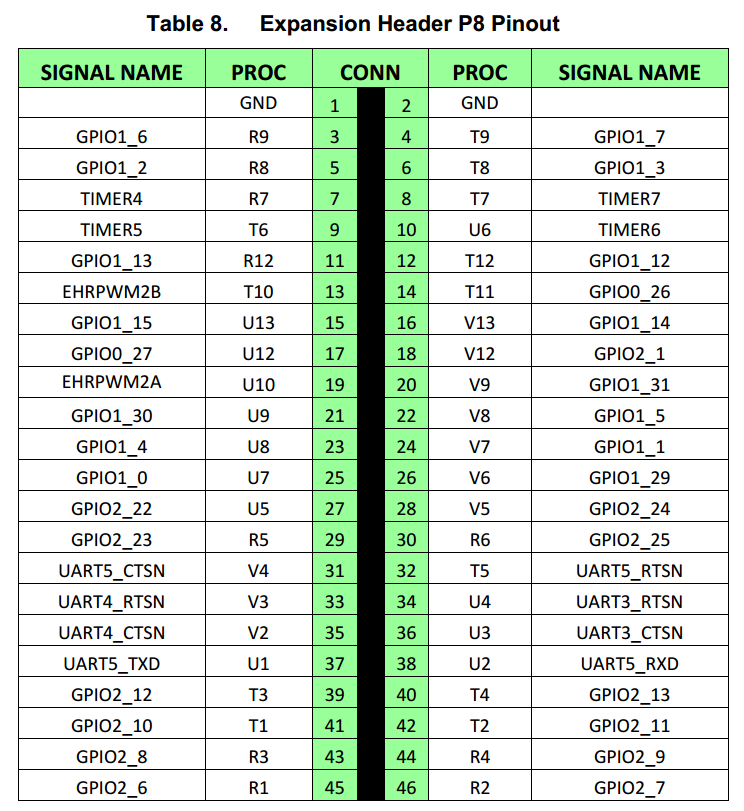 Table 8. Expansion Header P8 Pinout
SIGNAL NAME PROC CONN PROC SIGNAL NAME
GND 1 2 GND
GPIO1_6 R9 3 4 T9 GPIO1_7
GPIO1_2 R8 5 6 T8 GPIO1_3
TIMER4 R7 7 8 T7 TIMER7
TIMER5 T6 9 10 U6 TIMER6
GPIO1_13 R12 11 12 T12 GPIO1_12
EHRPWM2B T10 13 14 T11 GPIO0_26
GPIO1_15 U13 15 16 V13 GPIO1_14
GPIO0_27 U12 17 18 V12 GPIO2_1
EHRPWM2A U10 19 20 V9 GPIO1_31
GPIO1_30 U9 21 22 V8 GPIO1_5
GPIO1_4 U8 23 24 V7 GPIO1_1
GPIO1_0 U7 25 26 V6 GPIO1_29
GPIO2_22 U5 27 28 V5 GPIO2_24
GPIO2_23 R5 29 30 R6 GPIO2_25
UART5_CTSN V4 31 32 T5 UART5_RTSN
UART4_RTSN V3 33 34 U4 UART3_RTSN
UART4_CTSN V2 35 36 U3 UART3_CTSN
UART5_TXD U1 37 38 U2 UART5_RXD
GPIO2_12 T3 39 40 T4 GPIO2_13
GPIO2_10 T1 41 42 T2 GPIO2_11
GPIO2_8 R3 43 44 R4 GPIO2_9
GPIO2_6 R1 45 46 R2 GPIO2_7